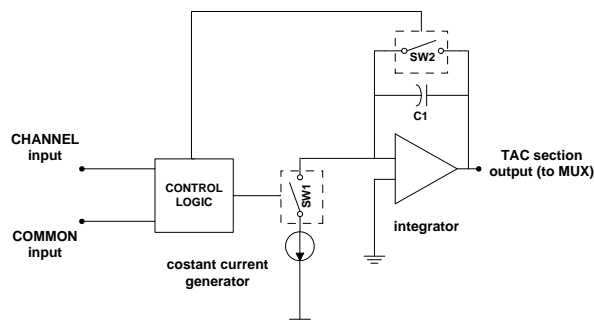 SW2
C1
CHANNEL
input
CONTROL
LOGIC
SW1
TAC section
output (to MUX)
integrator
COMMON
input
costant current
generator